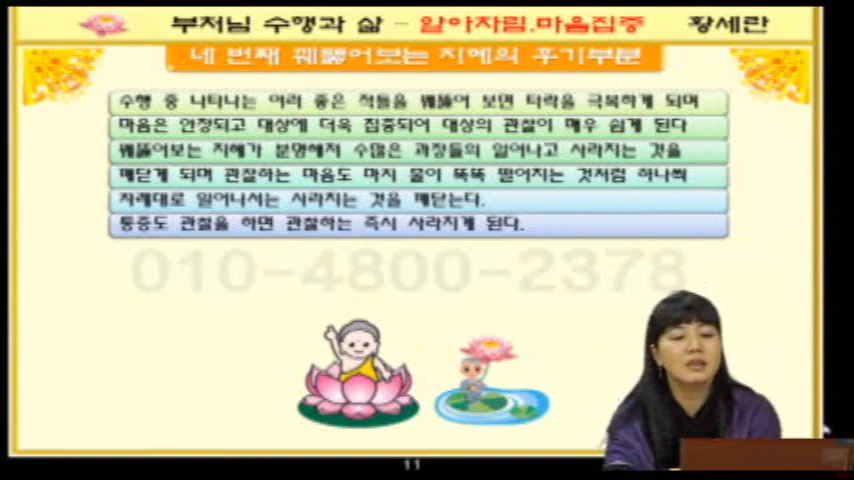 부처님 수행과 삶 - 알아차림.마음집중 황세란
네 번째 꿰뚫어보는 지혜의 후기부분
수행 중 나타나는 여러 좋은 적들을 꿰뚫어 보면 타락을 극복하게 되며
마음은 안정되고 대상에 더욱 집중되어 대상의 관찰이 매우 쉽게 된다
꿰뚫어보는 지혜가 분명해저 수많은 과정들의 일어나고 사라지는 것을
깨닫게 되며 관찰하는 마음도 마치 물이 뚝뚝 떨어지는 것처럼 하나씩
차례대로 일어나서는 사라지는 것을 깨닫는다.
통증도 관찰을 하면 관찰하는 즉시 사라지게 된다.
010-4800-2378
11